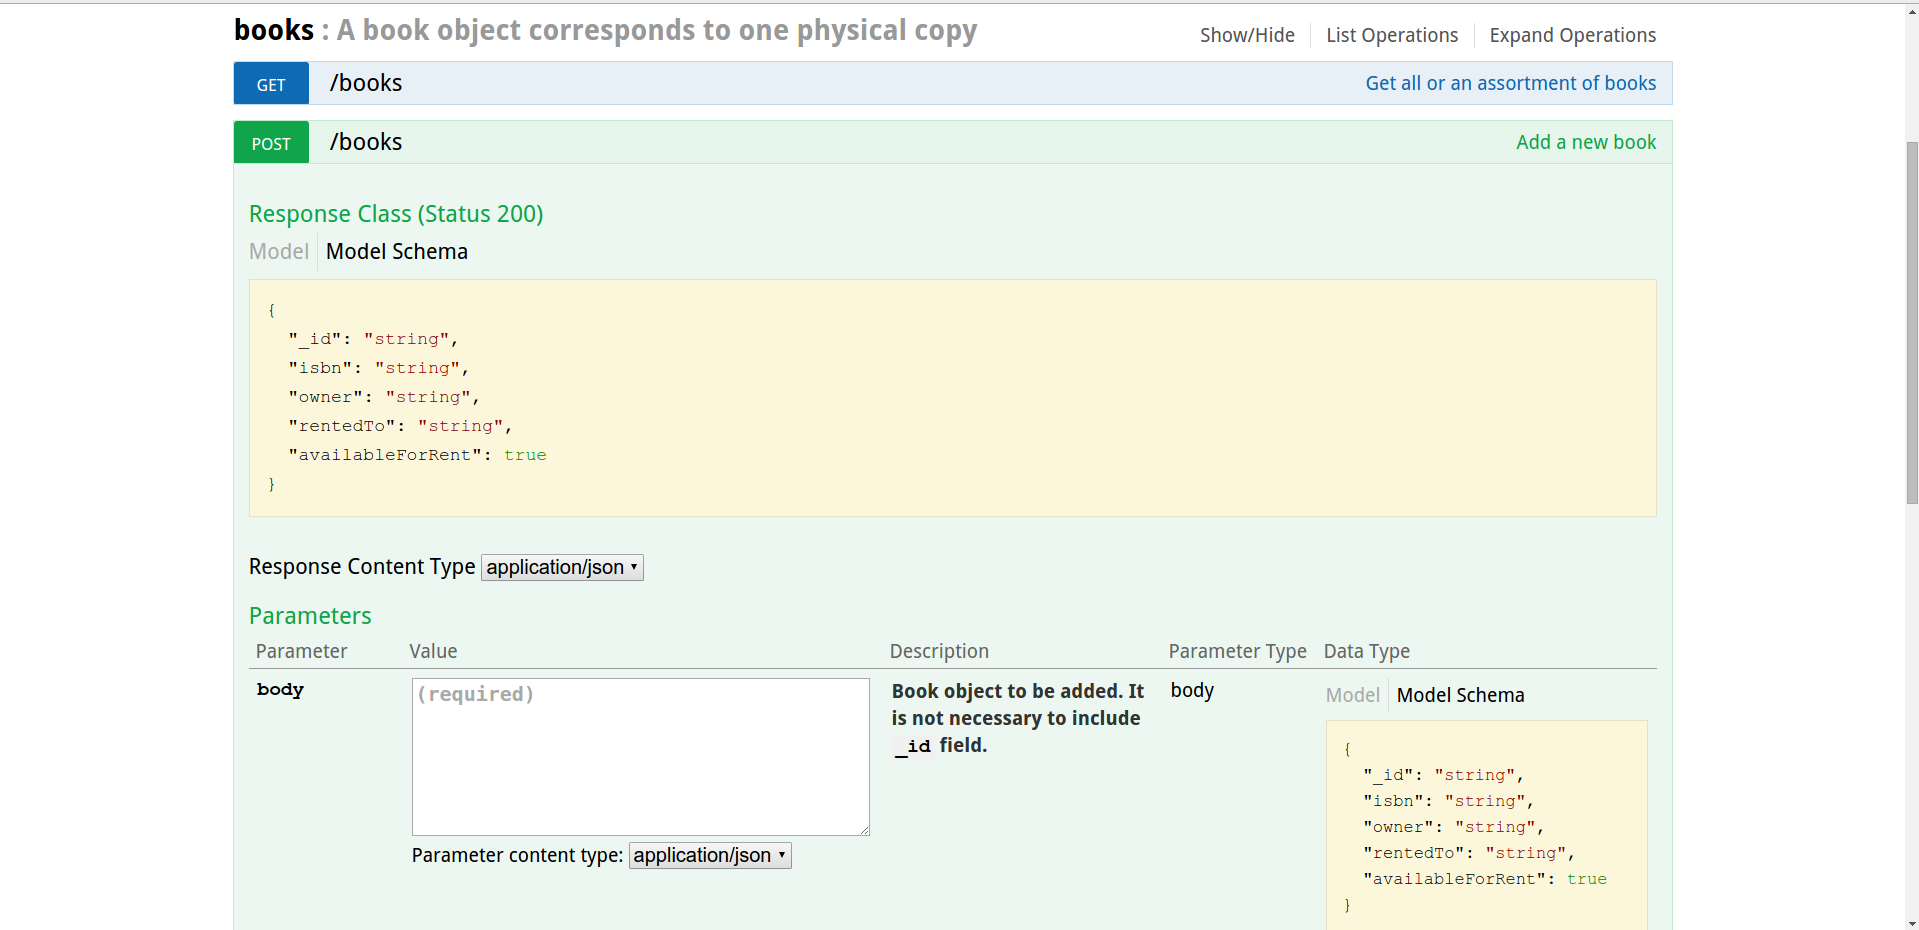 books : A book object corresponds to one physical copy
Show/Hide
List Operations
Expand Operations
GET
/books
Get all or an assortment of books
POST
/books
Add a new book
Response Class (Status 200)
Model
Model Schema
{
"_id": "string",
"isbn": "string",
"owner": "string",
"rentedTo": "string",
"availableForRent": true
}
Response Content Type application/json
Parameters
Parameter
Value
Description
Parameter Type
Data Type
body
(required)
Parameter content type: application/json
Book object to be added. It
is not necessary to include
_id field.
body
Model
Model Schema
{
"_id": "string",
"isbn": "string",
"owner": "string",
"rentedTo": "string",
"availableForRent": true
}